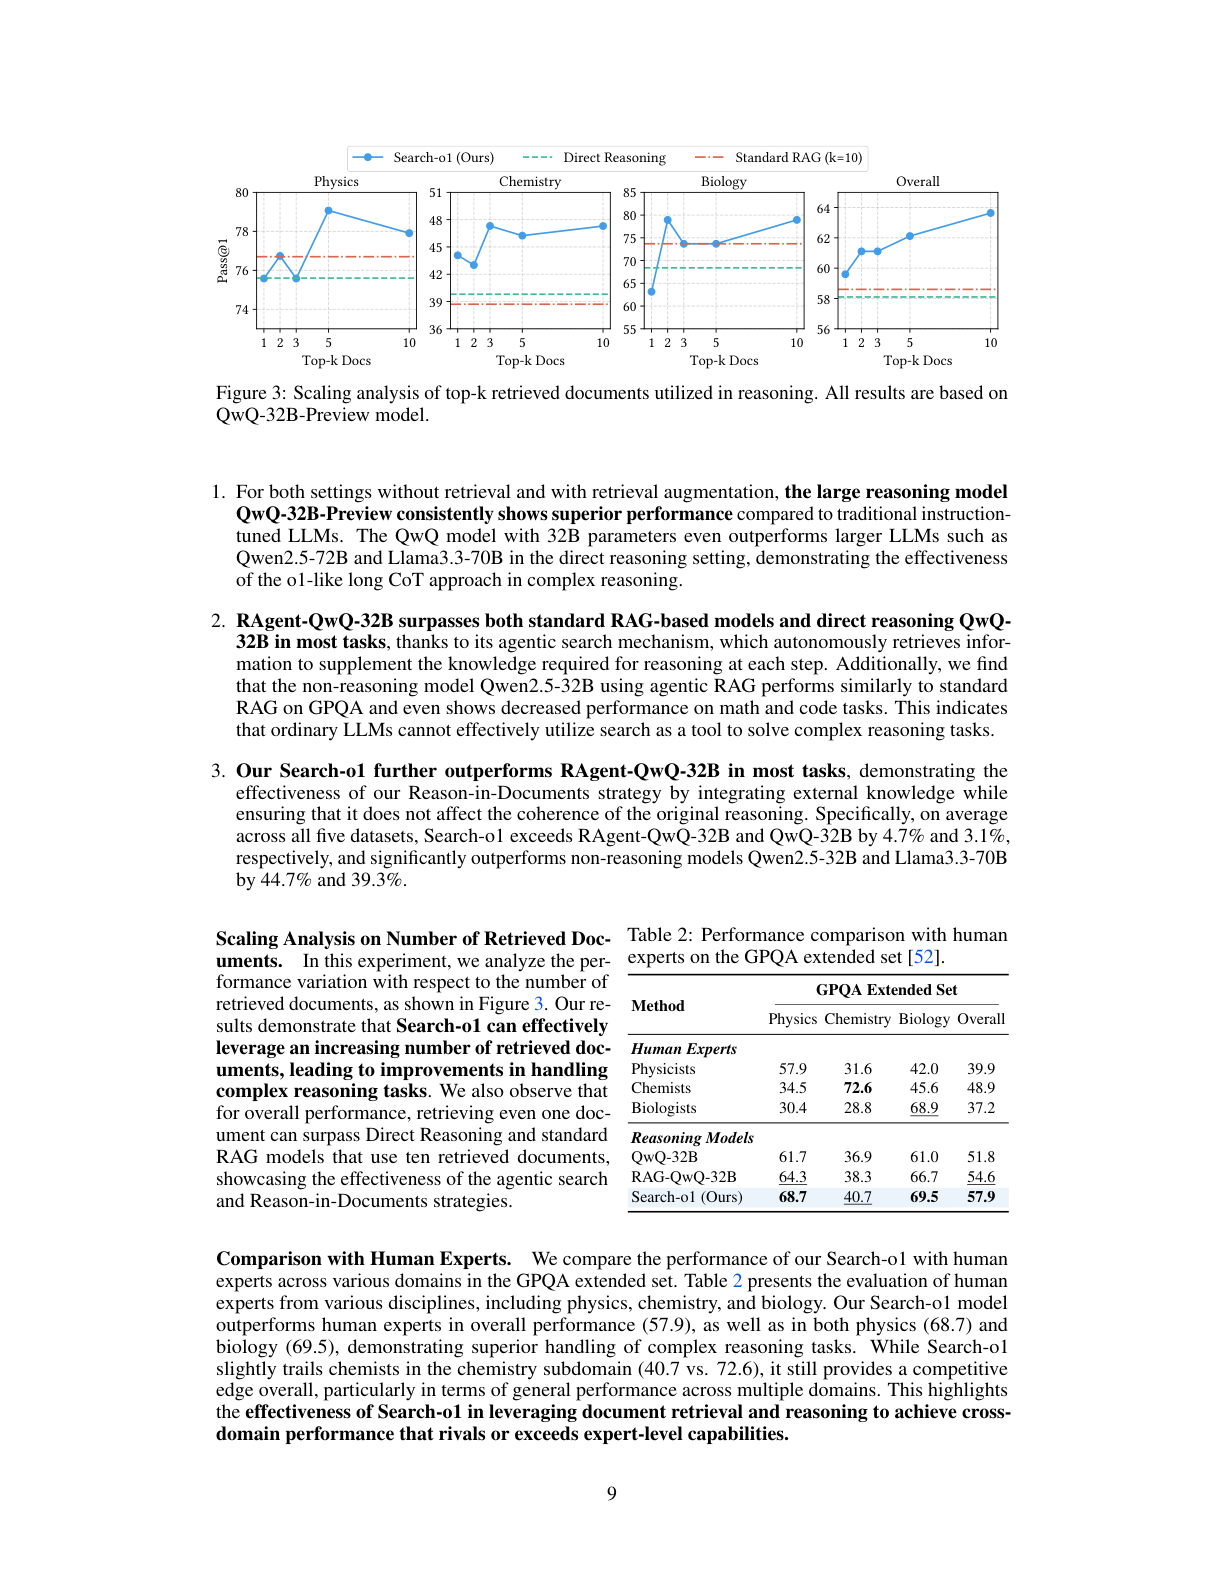 Search-o1 (Ours) Direct Reasoning Standard RAG (k=10)
Physics Chemistry Biology Overall
Pass@1
80
78
76
74
1 2 3 5 10
Top-k Docs
51
48
45
42
39
36
1 2 3 5 10
Top-k Docs
85
80
75
70
65
60
55
1 2 3 5 10
Top-k Docs
64
62
60
58
56
1 2 3 5 10
Top-k Docs
Figure 3: Scaling analysis of top-k retrieved documents utilized in reasoning. All results are based on
QwQ-32B-Preview model.
1. For both settings without retrieval and with retrieval augmentation, the large reasoning model
QwQ-32B-Preview consistently shows superior performance compared to traditional instruction-
tuned LLMs. The QwQ model with 32B parameters even outperforms larger LLMs such as
Qwen2.5-72B and Llama3.3-70B in the direct reasoning setting, demonstrating the effectiveness
of the o1-like long CoT approach in complex reasoning.
2. RAgent-QwQ-32B surpasses both standard RAG-based models and direct reasoning QwQ-
32B in most tasks, thanks to its agentic search mechanism, which autonomously retrieves infor-
mation to supplement the knowledge required for reasoning at each step. Additionally, we find
that the non-reasoning model Qwen2.5-32B using agentic RAG performs similarly to standard
RAG on GPQA and even shows decreased performance on math and code tasks. This indicates
that ordinary LLMs cannot effectively utilize search as a tool to solve complex reasoning tasks.
3. Our Search-o1 further outperforms RAgent-QwQ-32B in most tasks, demonstrating the
effectiveness of our Reason-in-Documents strategy by integrating external knowledge while
ensuring that it does not affect the coherence of the original reasoning. Specifically, on average
across all five datasets, Search-o1 exceeds RAgent-QwQ-32B and QwQ-32B by 4.7% and 3.1%,
respectively, and significantly outperforms non-reasoning models Qwen2.5-32B and Llama3.3-70B
by 44.7% and 39.3%.
Scaling Analysis on Number of Retrieved Doc-
uments. In this experiment, we analyze the per-
formance variation with respect to the number of
retrieved documents, as shown in Figure 3. Our re-
sults demonstrate that Search-o1 can effectively
leverage an increasing number of retrieved doc-
uments, leading to improvements in handling
complex reasoning tasks. We also observe that
for overall performance, retrieving even one doc-
ument can surpass Direct Reasoning and standard
RAG models that use ten retrieved documents,
showcasing the effectiveness of the agentic search
and Reason-in-Documents strategies.
Table 2: Performance comparison with human
experts on the GPQA extended set [52].
Method GPQA Extended Set
Physics Chemistry Biology Overall
Human Experts
Physicists 57.9 31.6 42.0 39.9
Chemists 34.5 72.6 45.6 48.9
Biologists 30.4 28.8 68.9 37.2
Reasoning Models
QwQ-32B 61.7 36.9 61.0 51.8
RAG-QwQ-32B 64.3 38.3 66.7 54.6
Search-o1 (Ours) 68.7 40.7 69.5 57.9
Comparison with Human Experts. We compare the performance of our Search-o1 with human
experts across various domains in the GPQA extended set. Table 2 presents the evaluation of human
experts from various disciplines, including physics, chemistry, and biology. Our Search-o1 model
outperforms human experts in overall performance (57.9), as well as in both physics (68.7) and
biology (69.5), demonstrating superior handling of complex reasoning tasks. While Search-o1
slightly trails chemists in the chemistry subdomain (40.7 vs. 72.6), it still provides a competitive
edge overall, particularly in terms of general performance across multiple domains. This highlights
the effectiveness of Search-o1 in leveraging document retrieval and reasoning to achieve cross-
domain performance that rivals or exceeds expert-level capabilities.
9